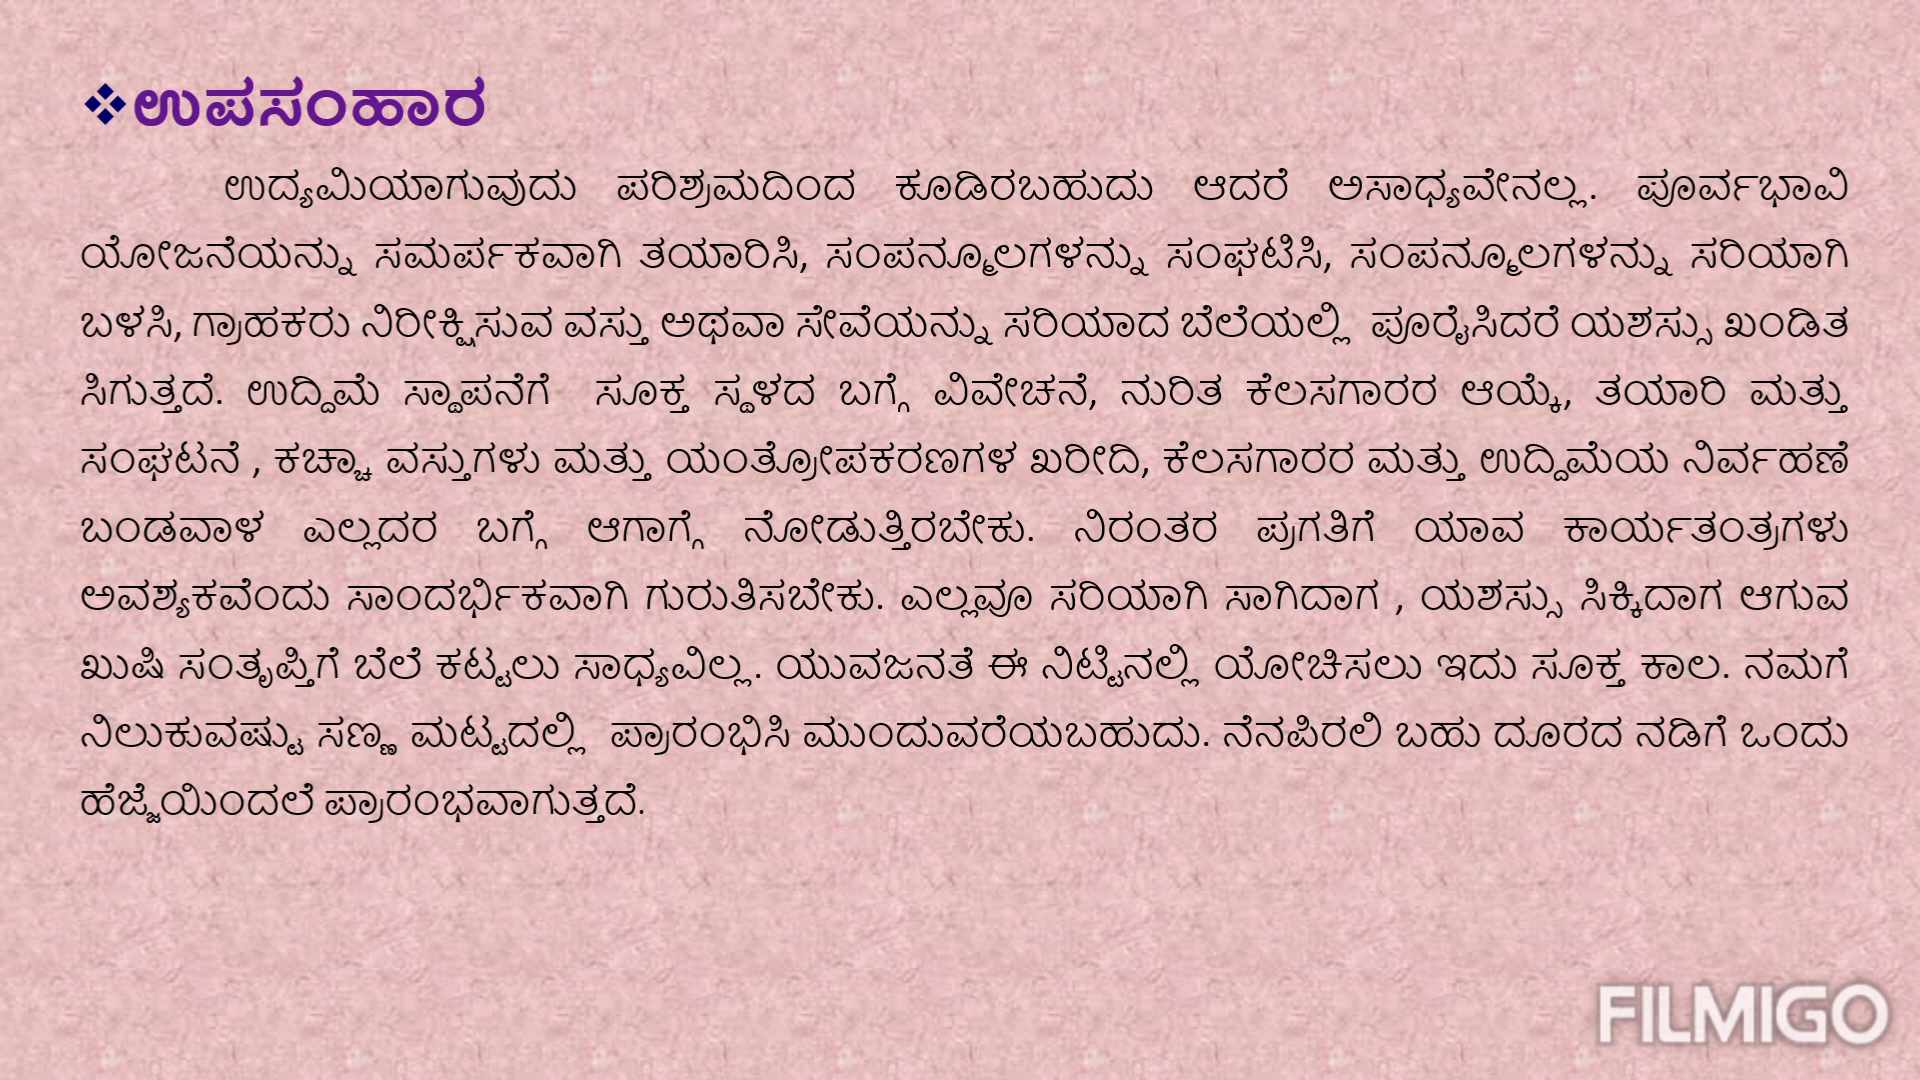 ❖ಉಪಸಂಹಾರ
ಉದ್ಯಮಿಯಾಗುವುದು ಪರಿಶ್ರಮದಿಂದ ಕೂಡಿರಬಹುದು ಆದರೆ ಅಸಾಧ್ಯವೇನಲ್ಲ. ಪೂರ್ವಭಾವಿ
ಯೋಜನೆಯನ್ನು ಸಮರ್ಪಕವಾಗಿ ತಯಾರಿಸಿ, ಸಂಪನ್ಮೂಲಗಳನ್ನು ಸಂಘಟಿಸಿ, ಸಂಪನ್ಮೂಲಗಳನ್ನು ಸರಿಯಾಗಿ
ಬಳಸಿ, ಗ್ರಾಹಕರು ನಿರೀಕ್ಷಿಸುವ ವಸ್ತು ಅಥವಾ ಸೇವೆಯನ್ನು ಸರಿಯಾದ ಬೆಲೆಯಲ್ಲಿ ಪೂರೈಸಿದರೆ ಯಶಸ್ಸು ಖಂಡಿತ
ಸಿಗುತ್ತದೆ. ಉದ್ದಿಮೆ ಸ್ಥಾಪನೆಗೆ ಸೂಕ್ತ ಸ್ಥಳದ ಬಗ್ಗೆ ವಿವೇಚನೆ, ನುರಿತ ಕೆಲಸಗಾರರ ಆಯ್ಕೆ, ತಯಾರಿ ಮತ್ತು
ಸಂಘಟನೆ , ಕಚ್ಚಾ ವಸ್ತುಗಳು ಮತ್ತು ಯಂತ್ರೋಪಕರಣಗಳ ಖರೀದಿ, ಕೆಲಸಗಾರರ ಮತ್ತು ಉದ್ದಿಮೆಯ ನಿರ್ವಹಣೆ
ಬಂಡವಾಳ ಎಲ್ಲದರ ಬಗ್ಗೆ ಆಗಾಗ್ಗೆ ನೋಡುತ್ತಿರಬೇಕು. ನಿರಂತರ ಪ್ರಗತಿಗೆ ಯಾವ ಕಾರ್ಯತಂತ್ರಗಳು
ಅವಶ್ಯಕವೆಂದು ಸಾಂದರ್ಭಿಕವಾಗಿ ಗುರುತಿಸಬೇಕು. ಎಲ್ಲವೂ ಸರಿಯಾಗಿ ಸಾಗಿದಾಗ , ಯಶಸ್ಸು ಸಿಕ್ಕಿದಾಗ ಆಗುವ
ಖುಷಿ ಸಂತೃಪ್ತಿಗೆ ಬೆಲೆ ಕಟ್ಟಲು ಸಾಧ್ಯವಿಲ್ಲ. ಯುವಜನತೆ ಈ ನಿಟ್ಟಿನಲ್ಲಿ ಯೋಚಿಸಲು ಇದು ಸೂಕ್ತ ಕಾಲ. ನಮಗೆ
ನಿಲುಕುವಷ್ಟು ಸಣ್ಣ ಮಟ್ಟದಲ್ಲಿ ಪ್ರಾರಂಭಿಸಿ ಮುಂದುವರೆಯಬಹುದು. ನೆನಪಿರಲಿ ಬಹು ದೂರದ ನಡಿಗೆ ಒಂದು
ಹೆಜ್ಜೆಯಿಂದಲೆ ಪ್ರಾರಂಭವಾಗುತ್ತದೆ.
FILMIGO